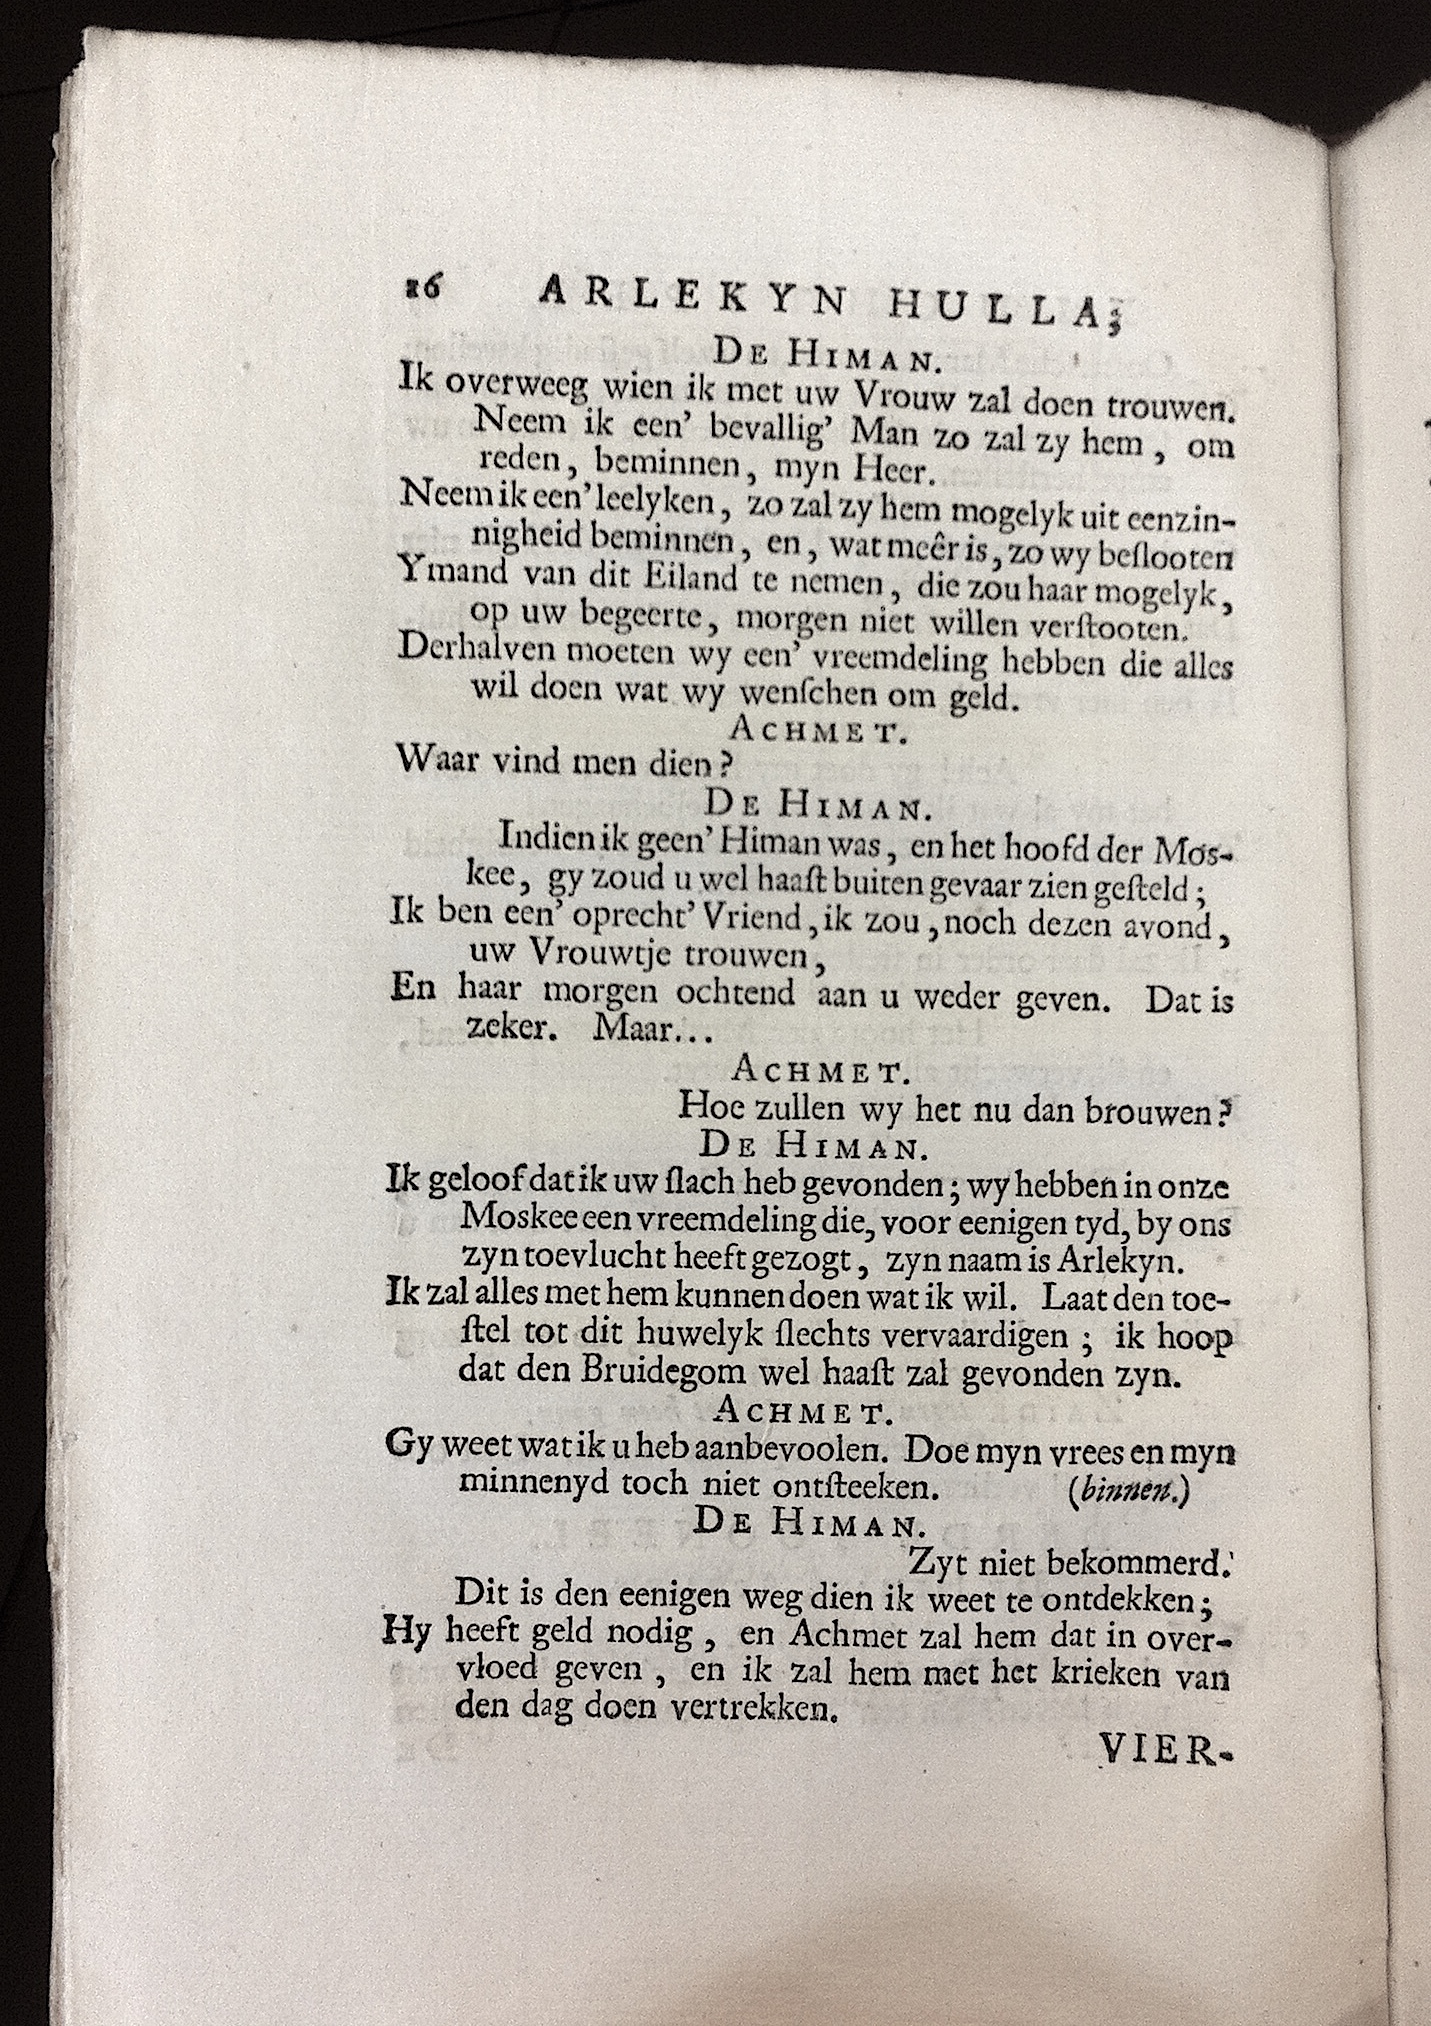 16 ARLEKYN HULLA;
DE HIMAN.
Ik overweeg wien ik met uw Vrouw zal doen trouwen.
Neem ik een' bevallig' Man zo zal zy hem, om
reden, beminnen, myn Heer.
Neem ik een' leelyken, zo zal zy hem mogelyk uit eenzin-
nigheid beminnen, en, wat meêr is, zo wy beſlooten
Ymand van dit Eiland te nemen, die zou haar mogelyk,
op uw begeerte, morgen niet willen verſtooten.
Derhalven moeten wy een' vreemdeling hebben die alles
wil doen wat wy wenſchen om geld.
ACHMET.
Waar vind men dien?
DE HIMAN.
Indien ik geen' Himan was, en het hoofd der Mos-
kee, gy zoud u wel haaſt buiten gevaar zien geſteld;
Ik ben een' oprecht' Vriend, ik zou, noch dezen avond,
uw Vrouwtje trouwen,
En haar morgen ochtend aan u weder geven. Dat is
zeker. Maar...
ACHMET.
Hoe zullen wy het nu dan brouwen?
DE HIMAN.
Ik geloof dat ik uw ſlach heb gevonden; wy hebben in onze
Moskee een vreemdeling die, voor eenigen tyd, by ons
zyn toevlucht heeft gezogt, zyn naam is Arlekyn.
Ik zal alles met hem kunnen doen wat ik wil. Laat den toe-
ſtel tot dit huwelyk ſlechts vervaardigen; ik hoop
dat den Bruidegom wel haaſt zal gevonden zyn.
ACHMET.
Gy weet wat ik u heb aanbevoolen. Doe myn vrees en myn
minnenyd toch niet ontſteeken. (binnen.)
DE HIMAN.
Zyt niet bekommerd.
Dit is den eenigen weg dien ik weet te ontdekken;
Hy heeft geld nodig, en Achmet zal hem dat in over-
vloed geven, en ik zal hem met het krieken van
den dag doen vertrekken.
VIER-